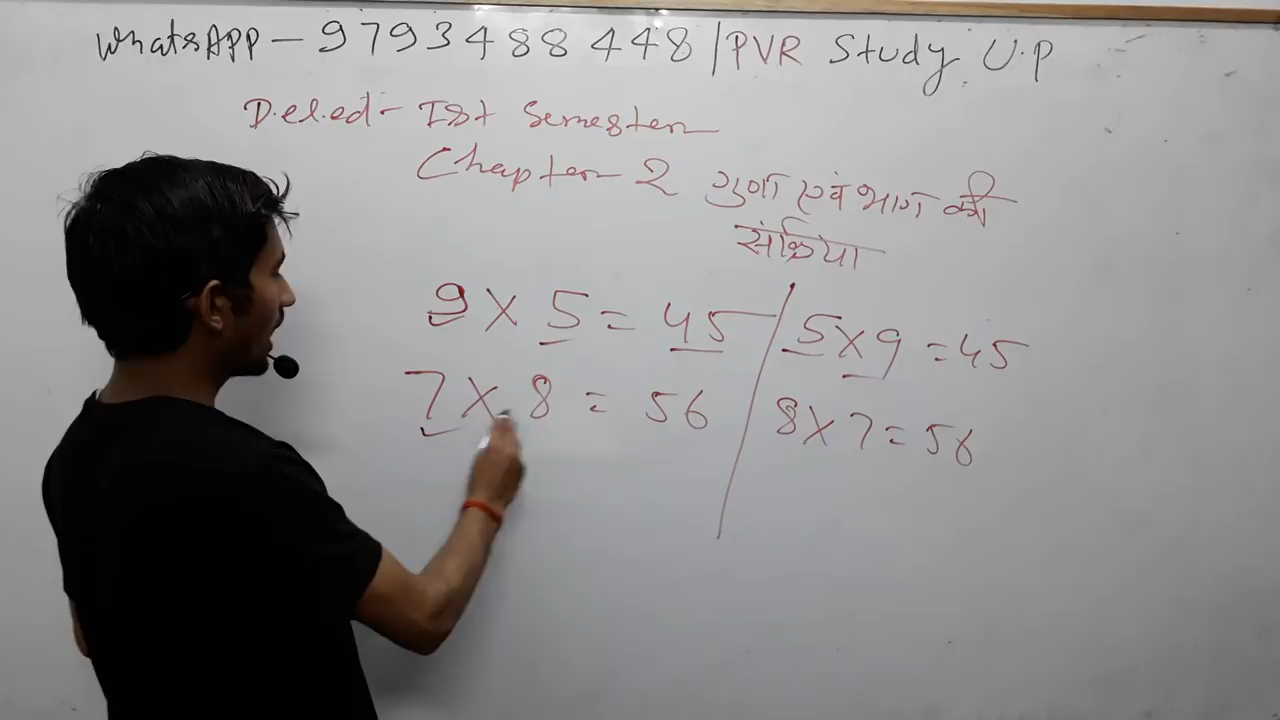 WhatsAPP - 9793488448 | PVR Study U.P
D.el.ed - Ist Semester
Chapter 2 गुणा एवं भाग की
संक्रिया
9 X 5 = 45 | 5 X 9 = 45
7 X 8 = 56 | 8 X 7 = 56